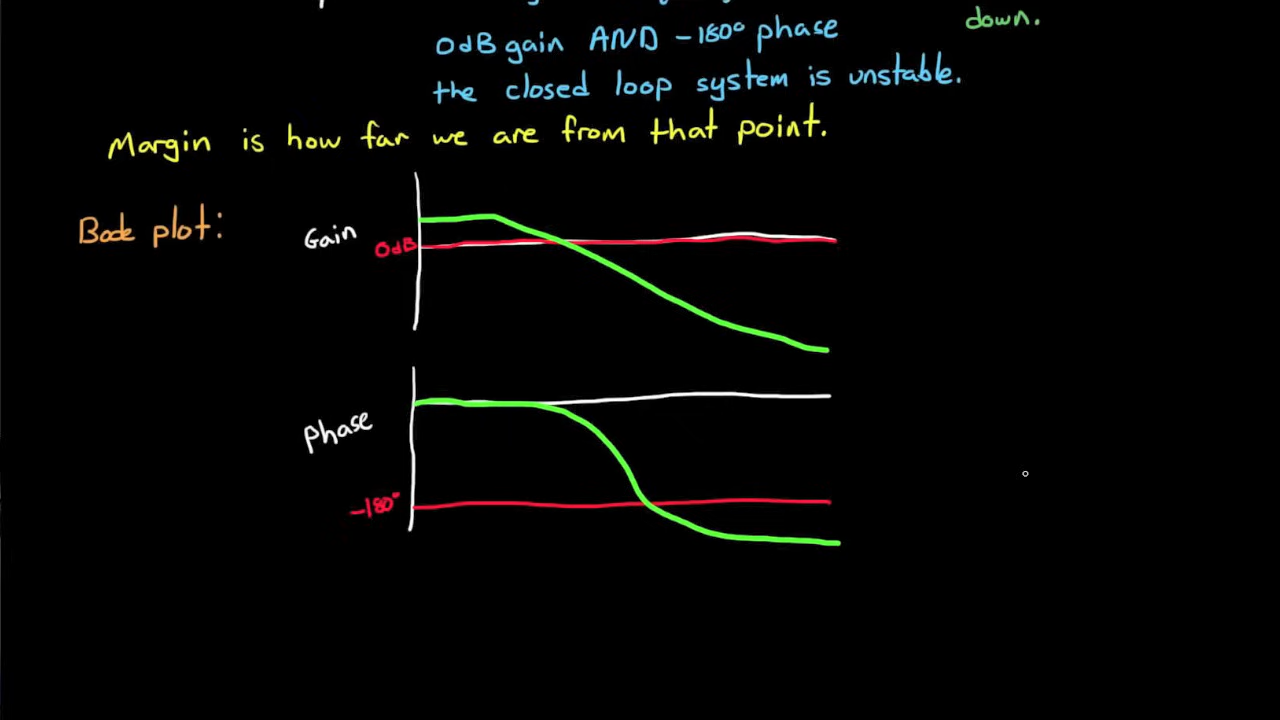 down.
0dB gain AND -180° phase
the closed loop system is unstable.
Margin is how far we are from that point.
Bode plot:
Gain
0dB
Phase
-180°